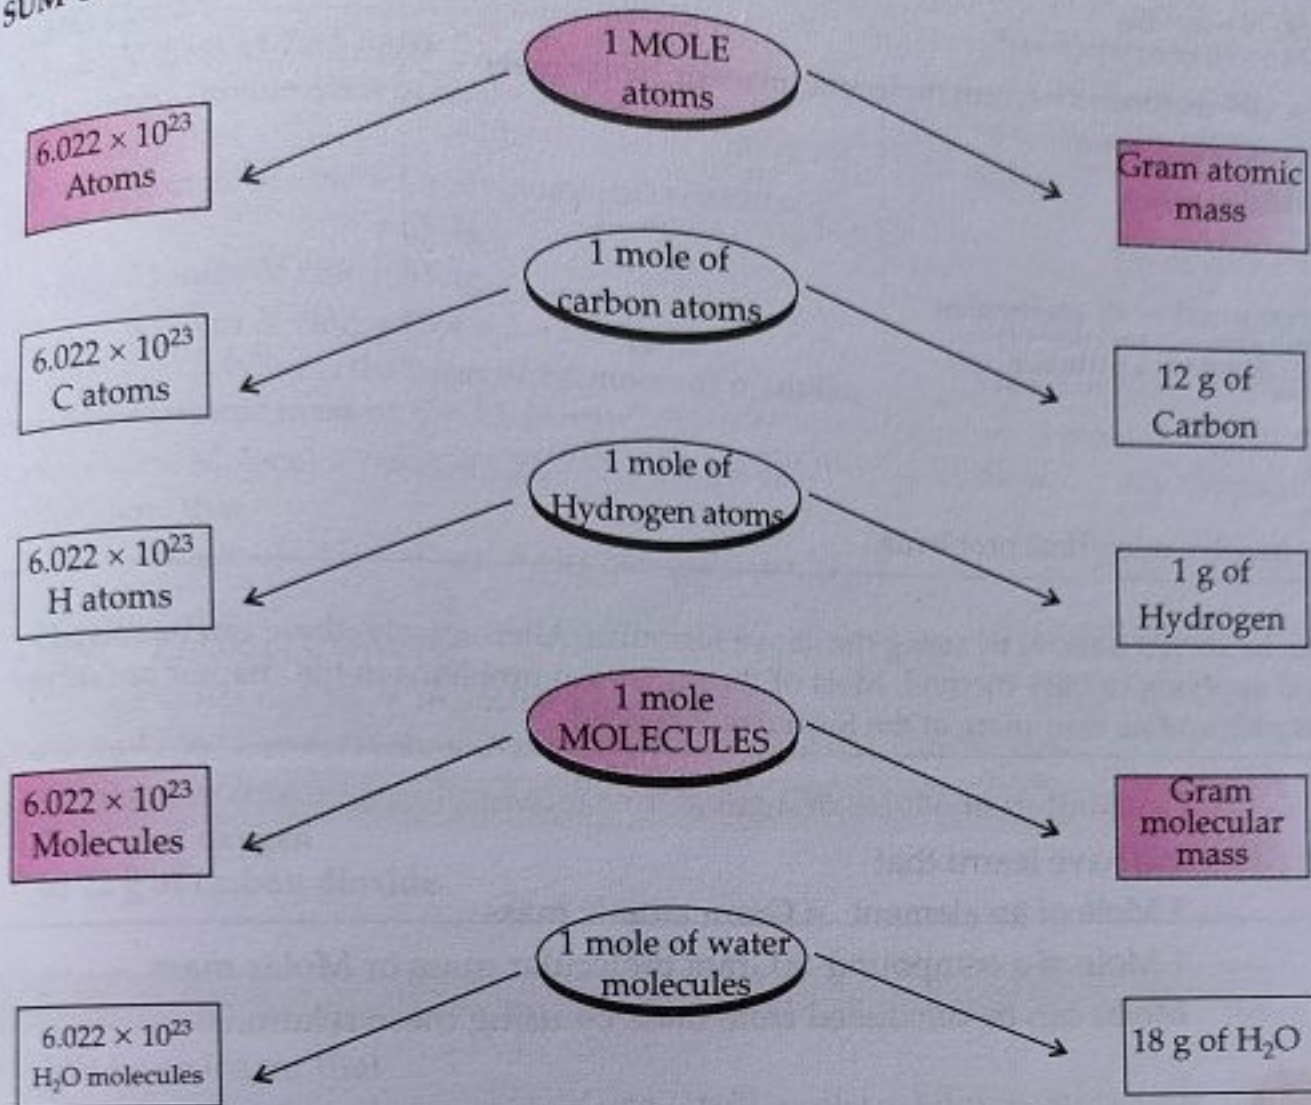 SUM
1 MOLE
atoms
6.022 × 10²³
Atoms
Gram atomic
mass
1 mole of
carbon atoms
6.022 × 10²³
C atoms
12 g of
Carbon
1 mole of
Hydrogen atoms
6.022 × 10²³
H atoms
1 g of
Hydrogen
1 mole
MOLECULES
6.022 × 10²³
Molecules
Gram
molecular
mass
1 mole of water
molecules
6.022 × 10²³
H₂O molecules
18 g of H₂O